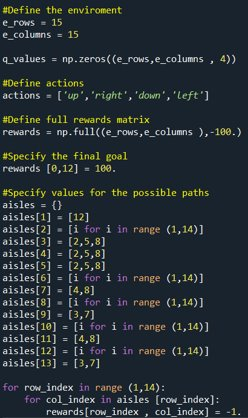 #Define the enviroment
e_rows = 15
e_columns = 15

q_values = np.zeros((e_rows,e_columns , 4))

#Define actions
actions = ['up','right','down','left']

#Define full rewards matrix
rewards = np.full((e_rows,e_columns ),-100.)

#Specify the final goal
rewards [0,12] = 100.

#Specify values for the possible paths
aisles = {}
aisles[1] = [12]
aisles[2] = [i for i in range (1,14)]
aisles[3] = [2,5,8]
aisles[4] = [2,5,8]
aisles[5] = [2,5,8]
aisles[6] = [i for i in range (1,14)]
aisles[7] = [4,8]
aisles[8] = [i for i in range (1,14)]
aisles[9] = [3,7]
aisles[10] = [i for i in range (1,14)]
aisles[11] = [4,8]
aisles[12] = [i for i in range (1,14)]
aisles[13] = [3,7]

for row_index in range (1,14):
    for col_index in aisles [row_index]:
        rewards[row_index , col_index] = -1.